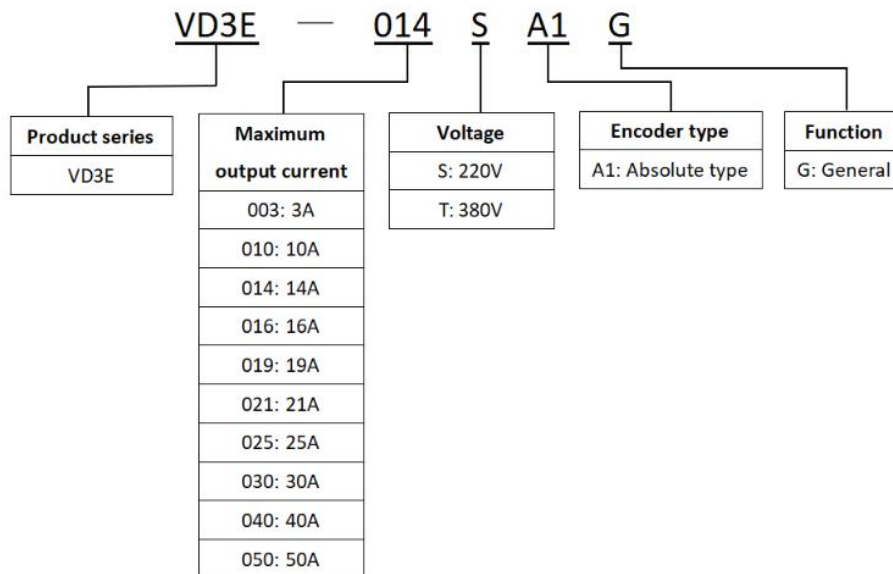 VD3E — 014 S A1 G
Product series
VD3E
Maximum
output current
003: 3A
010: 10A
014: 14A
016: 16A
019: 19A
021: 21A
025: 25A
030: 30A
040: 40A
050: 50A
Voltage
S: 220V
T: 380V
Encoder type
A1: Absolute type
Function
G: General